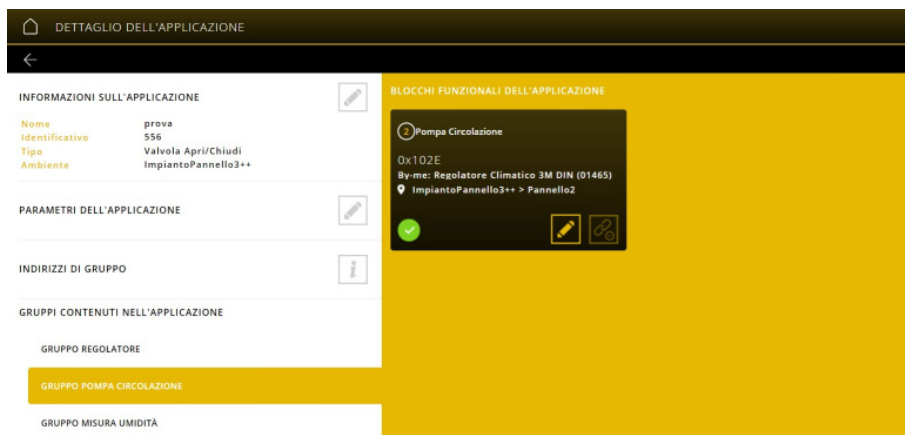 DETTAGLIO DELL'APPLICAZIONE
INFORMAZIONI SULL'APPLICAZIONE
Nome prova
Identificativo 556
Tipo Valvola Apri/Chiudi
Ambiente ImpiantoPannello3++
PARAMETRI DELL'APPLICAZIONE
INDIRIZZI DI GRUPPO
i
GRUPPI CONTENUTI NELL'APPLICAZIONE
GRUPPO REGOLATORE
GRUPPO POMPA CIRCOLAZIONE
GRUPPO MISURA UMIDITÀ
BLOCCHI FUNZIONALI DELL'APPLICAZIONE
2 Pompa Circolazione
0x102E
By-me: Regolatore Climatico 3M DIN (01465)
ImpiantoPannello3++ > Pannello2